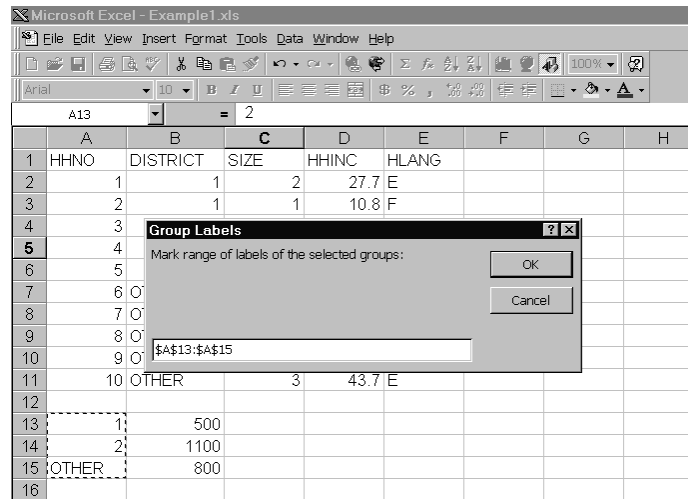 Microsoft Excel - Example1.xls
File Edit View Insert Format Tools Data Window Help
100%
Arial 10 B I U $ % ,
A13 = 2
A B C D E F G H
1 HHNO DISTRICT SIZE HHINC HLANG
2 1 1 2 27.7 E
3 2 1 1 10.8 F
4 3
5 4
6 5
7 6
8 7
9 8
10 9
11 10 OTHER 3 43.7 E
12
13 1 500
14 2 1100
15 OTHER 800
16
Group Labels
Mark range of labels of the selected groups:
OK
Cancel
$A$13:$A$15